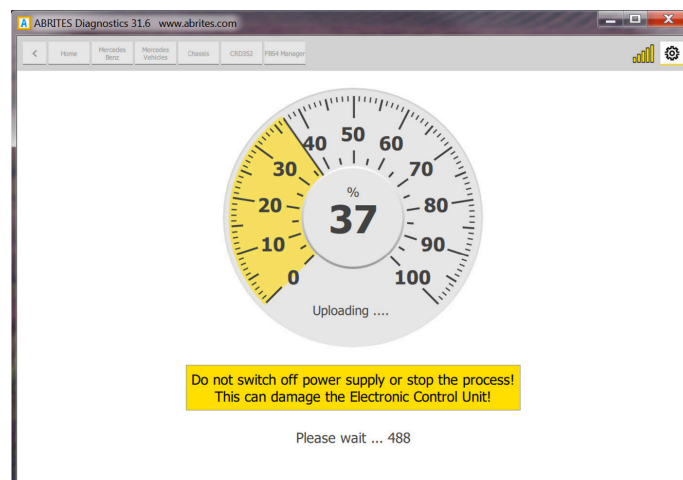 A ABRITES Diagnostics 31.6 www.abrites.com
Home
Mercedes
Benz
Mercedes
Vehicles
Chassis
CRD3S2
FBS4 Manager
0
10
20
30
40
50
60
70
80
90
100
%
37
Uploading ....
Do not switch off power supply or stop the process!
This can damage the Electronic Control Unit!
Please wait ... 488